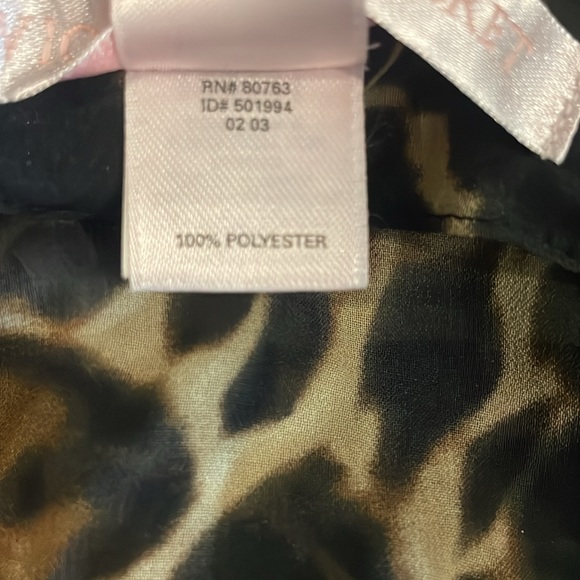 RN# 80763
ID# 501994
02 03
100% POLYESTER